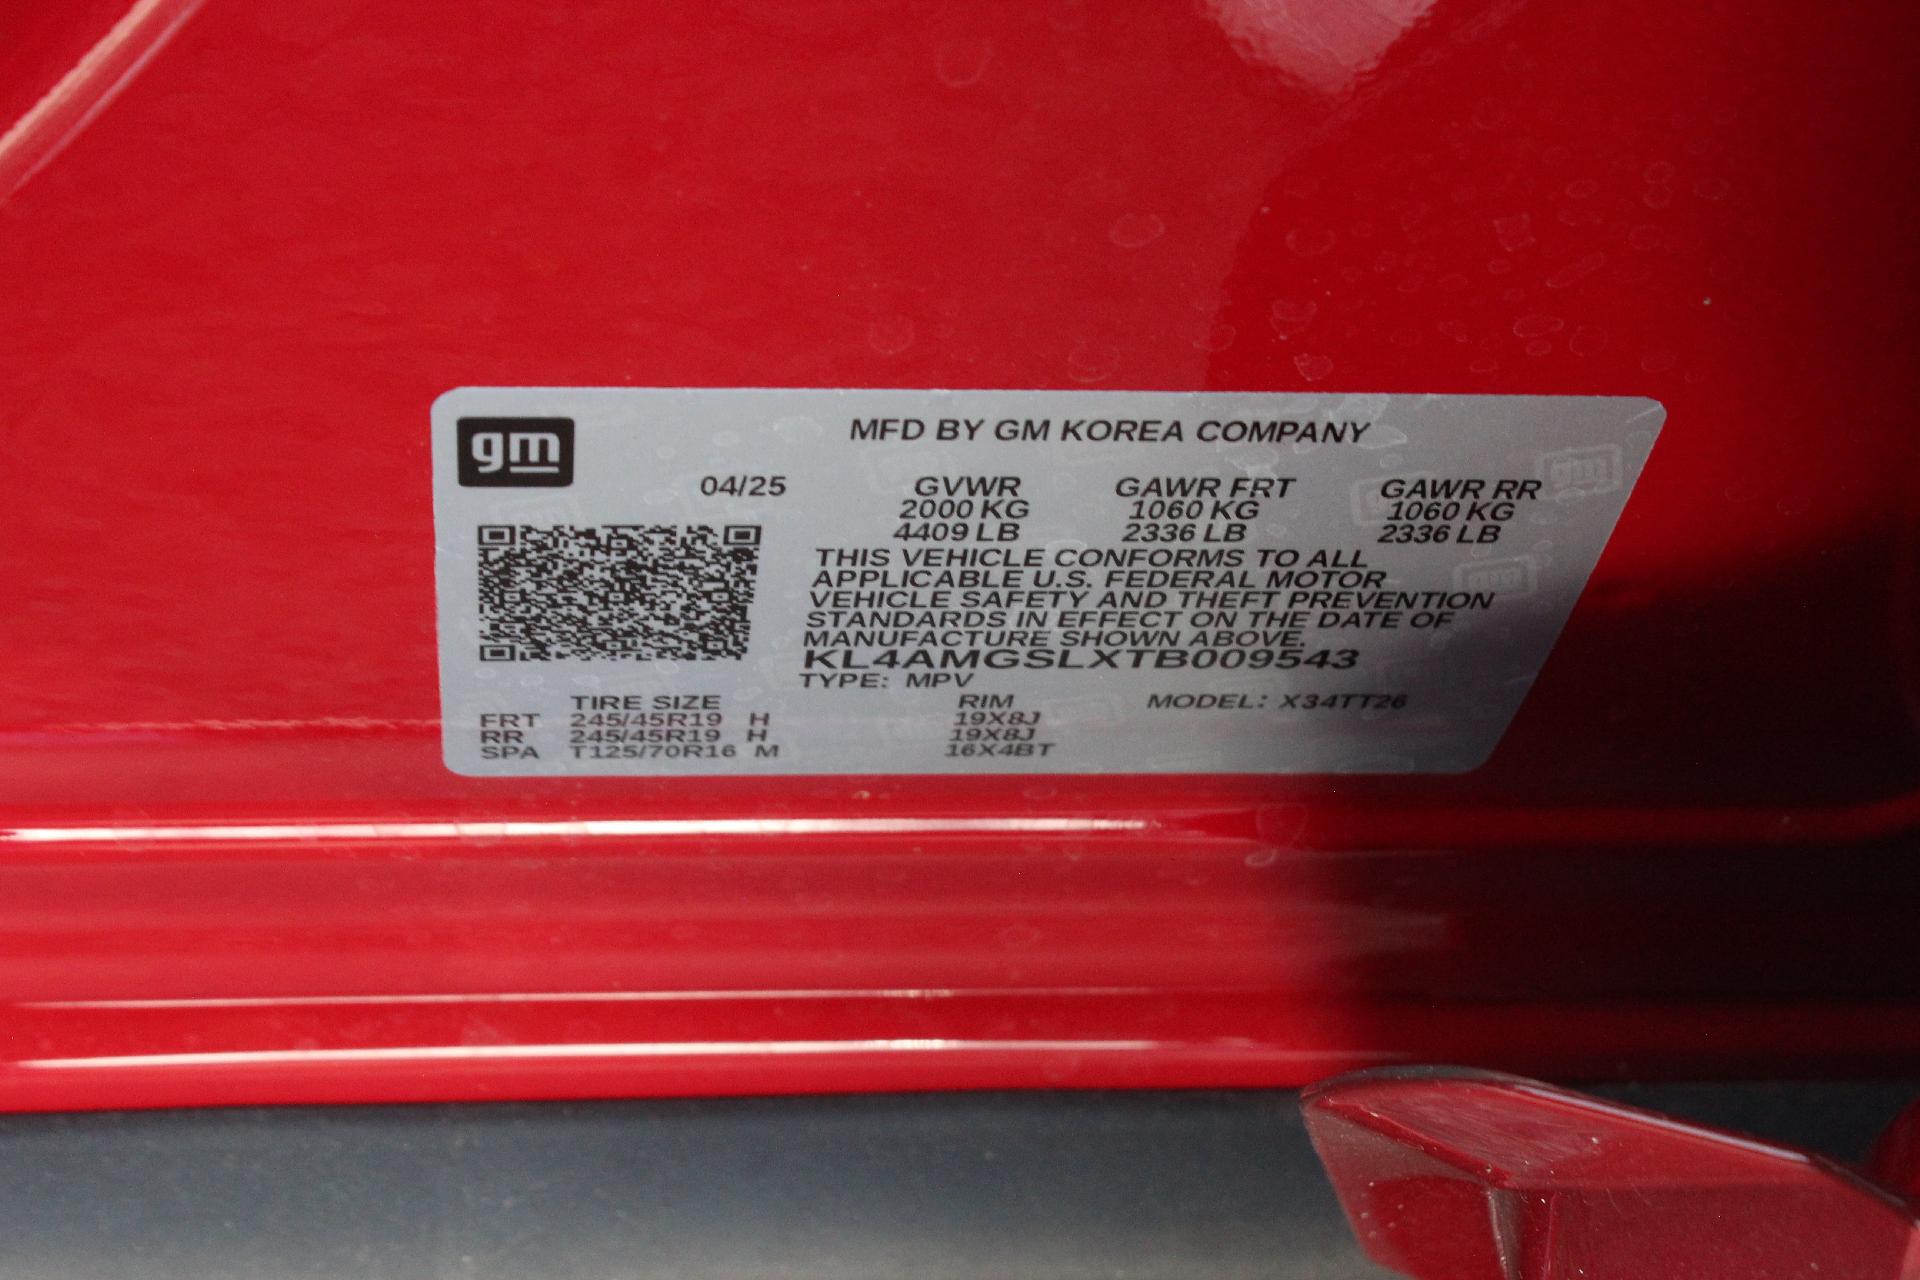 gm
MFD BY GM KOREA COMPANY
04/25 GVWR GAWR FRT GAWR RR
2000 KG 1060 KG 1060 KG
4409 LB 2336 LB 2336 LB
THIS VEHICLE CONFORMS TO ALL
APPLICABLE U.S. FEDERAL MOTOR
VEHICLE SAFETY AND THEFT PREVENTION
STANDARDS IN EFFECT ON THE DATE OF
MANUFACTURE SHOWN ABOVE.
KL4AMGSLXTB009543
TYPE: MPV
TIRE SIZE RIM MODEL: X34TT26
FRT 245/45R19 H 19X8J
RR 245/45R19 H 19X8J
SPA T125/70R16 M 16X4BT